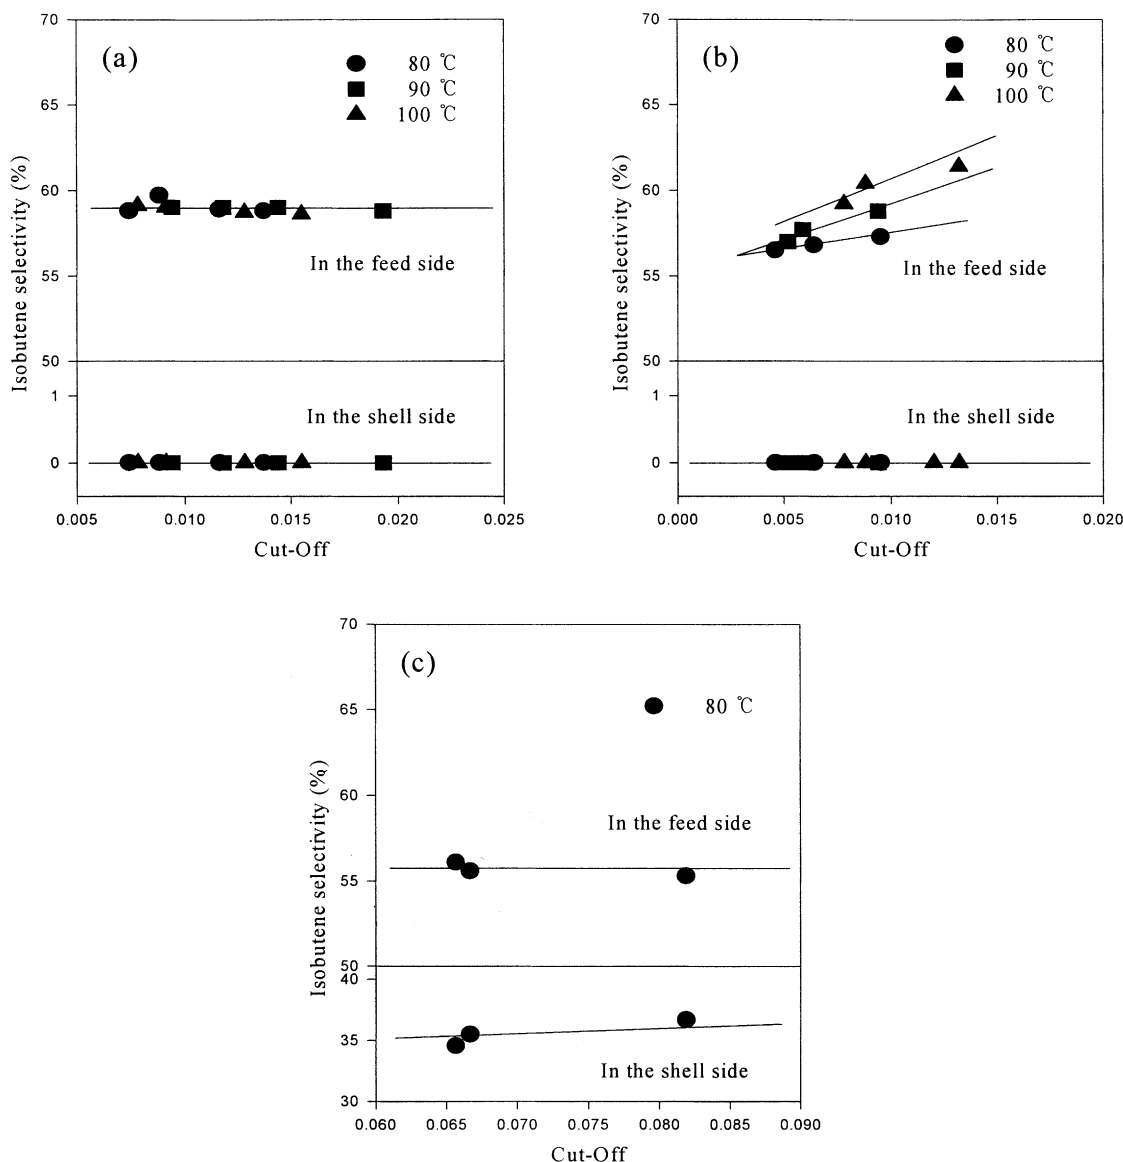 (a)
80 ℃
90 ℃
100 ℃
70
65
60
55
50
1
0
Isobutene selectivity (%)
In the feed side
In the shell side
0.005 0.010 0.015 0.020 0.025
Cut-Off
(b)
80 ℃
90 ℃
100 ℃
70
65
60
55
50
1
0
Isobutene selectivity (%)
In the feed side
In the shell side
0.000 0.005 0.010 0.015 0.020
Cut-Off
(c)
80 ℃
70
65
60
55
50
40
35
30
Isobutene selectivity (%)
In the feed side
In the shell side
0.060 0.065 0.070 0.075 0.080 0.085 0.090
Cut-Off